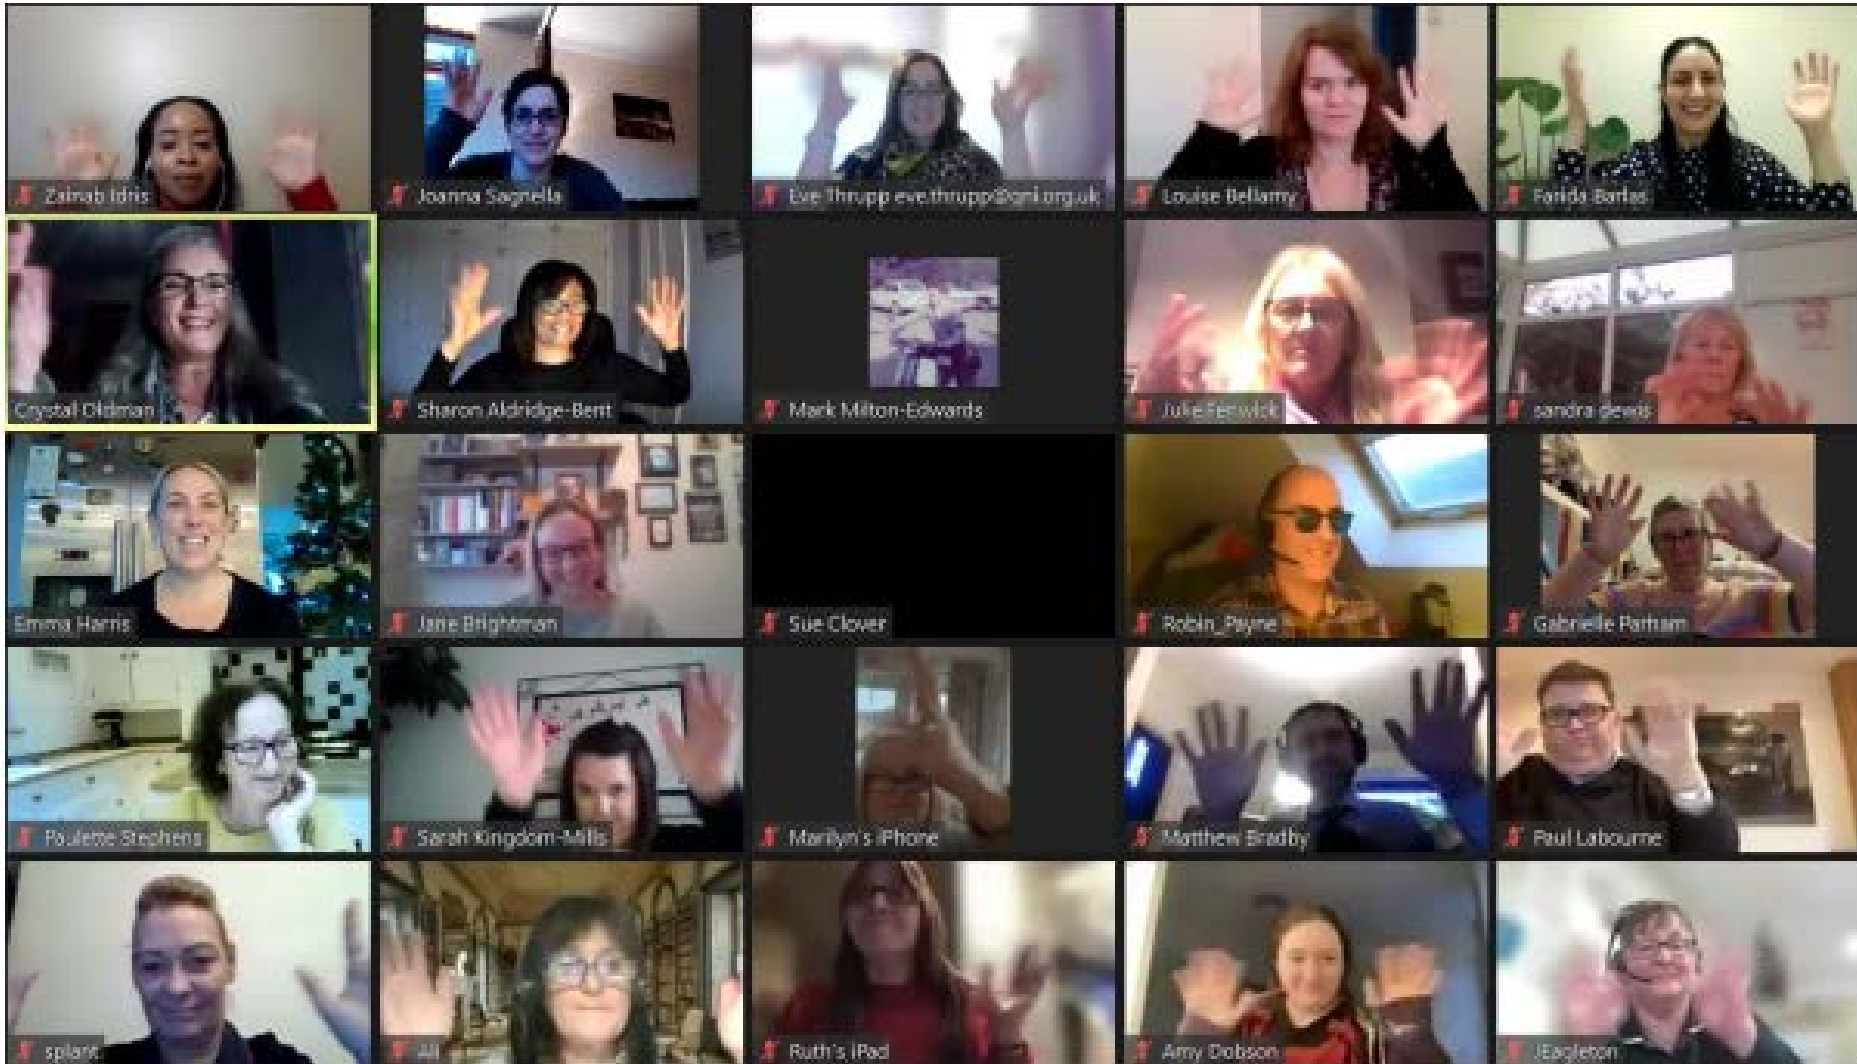 Zainab Idris
Joanna Sagnella
Eve Thrupp eve.thrupp@qni.org.uk
Louise Bellamy
Farida Barlas
Crystal Oldman
Sharon Aldridge-Bent
Mark Milton-Edwards
Julie Fenwick
sandra dewis
Emma Harris
Jane Brightman
Sue Clover
Robin_Payne
Gabrielle Parham
Paulette Stephens
Sarah Kingdom-Mills
Marilyn's iPhone
Matthew Bradby
Paul Labourne
splant
Ali
Ruth's iPad
Amy Dobson
JEagleton